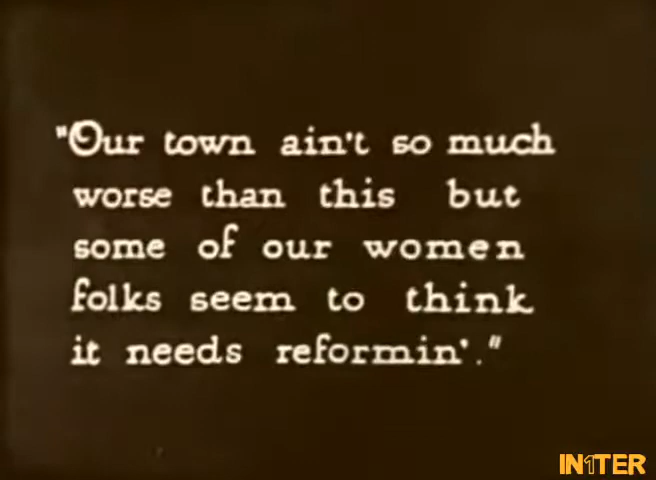 "Our town ain't so much
worse than this but
some of our women
folks seem to think
it needs reformin'."
IN1TER